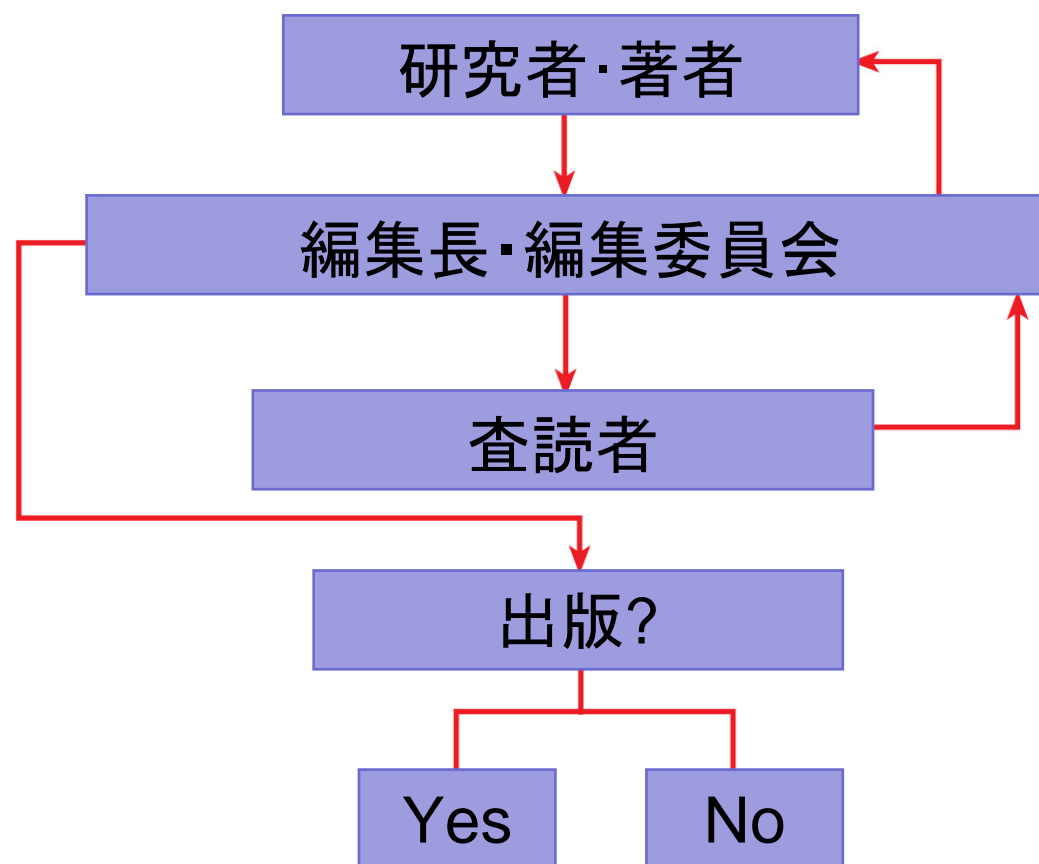 研究者・著者
編集長・編集委員会
査読者
出版?
Yes
No